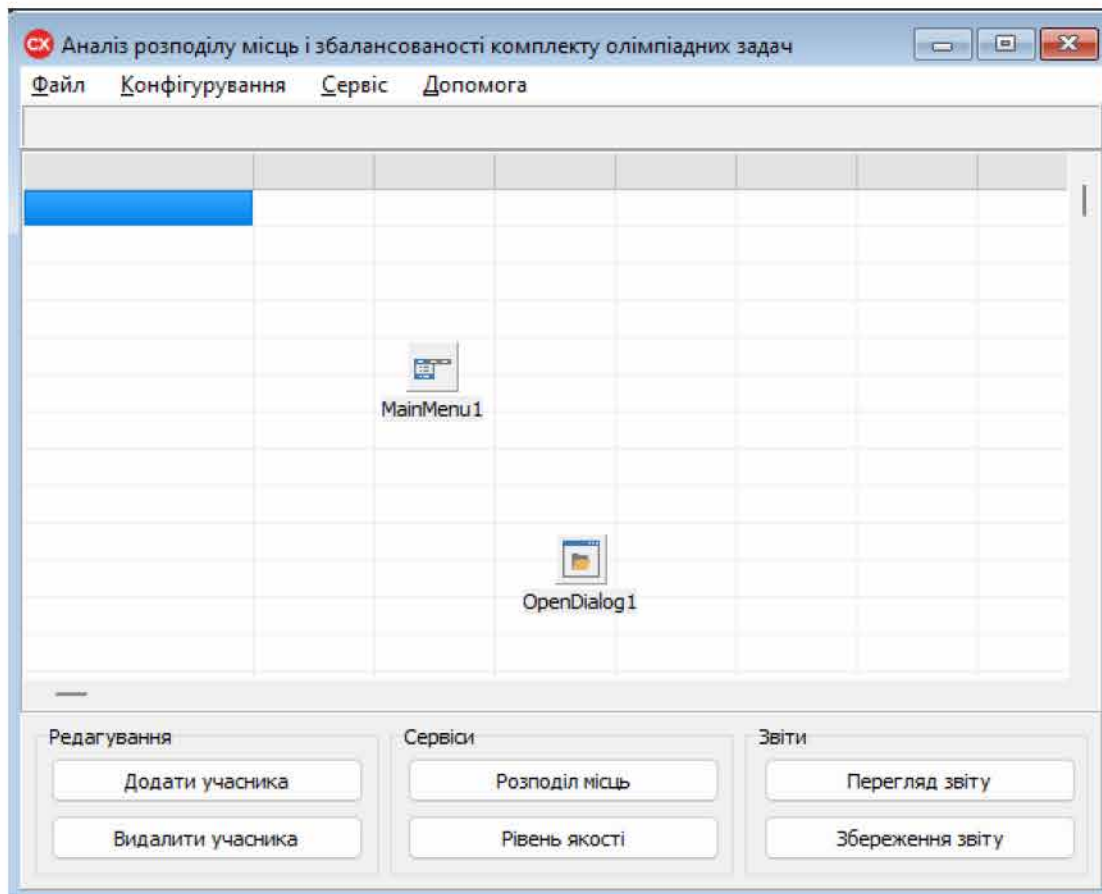 CX Аналіз розподілу місць і збалансованості комплекту олімпіадних задач
Файл Конфігурування Сервіс Допомога
MainMenu1
OpenDialog1
Редагування Сервіси Звіти
Додати учасника Розподіл місць Перегляд звіту
Видалити учасника Рівень якості Збереження звіту